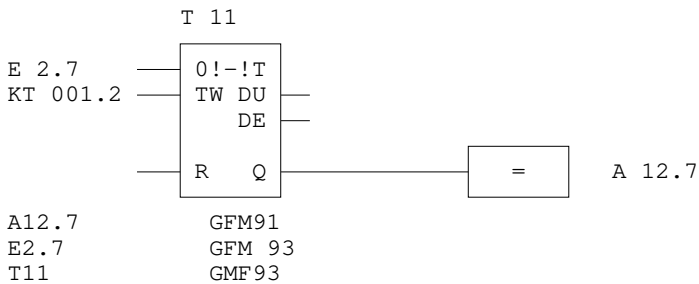 T 11
E 2.7 0!-!T
KT 001.2 TW DU
DE
R Q = A 12.7
A12.7 GFM91
E2.7 GFM 93
T11 GMF93